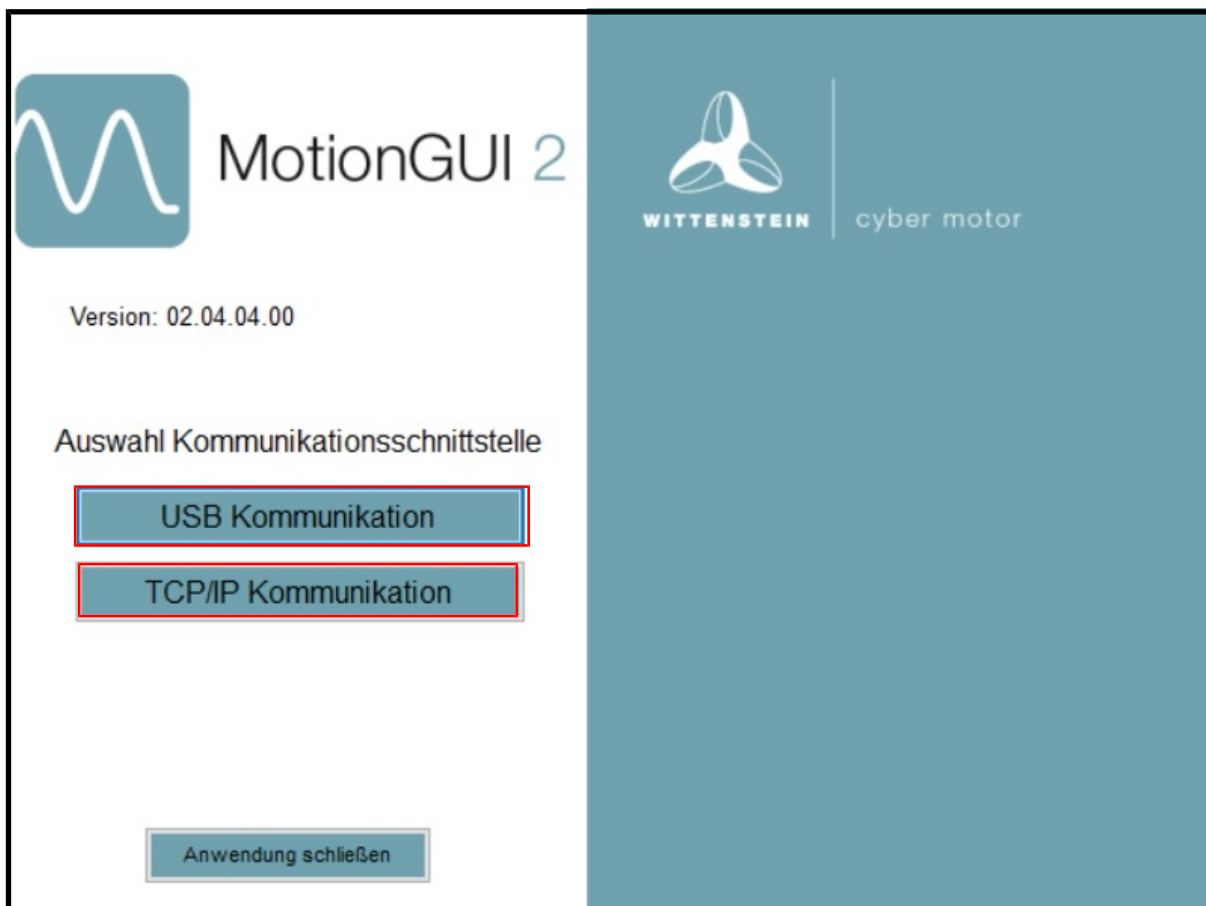 MotionGUI 2
WITTENSTEIN
cyber motor
Version: 02.04.04.00
Auswahl Kommunikationsschnittstelle
USB Kommunikation
TCP/IP Kommunikation
Anwendung schließen